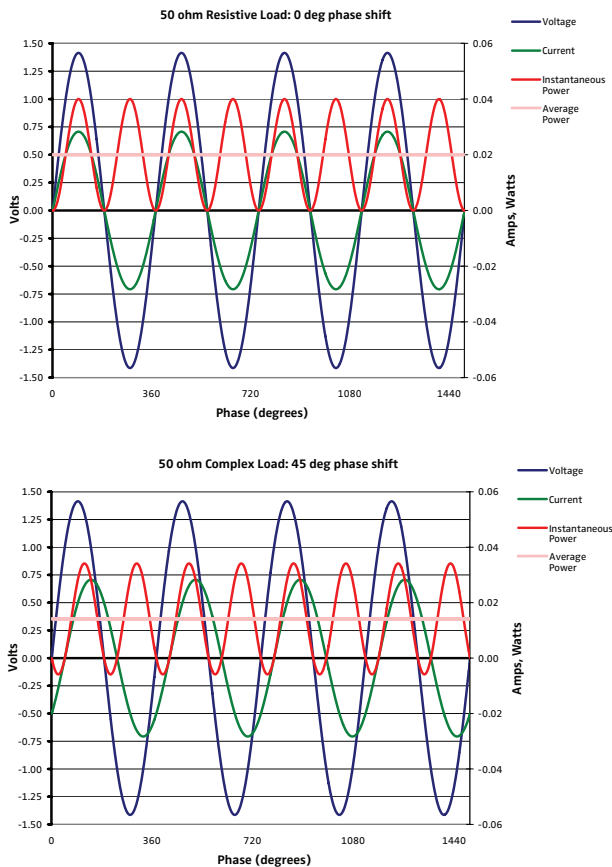 50 ohm Resistive Load: 0 deg phase shift
Voltage
Current
Instantaneous
Power
Average
Power
1.50
1.25
1.00
0.75
0.50
0.25
0.00
-0.25
-0.50
-0.75
-1.00
-1.25
-1.50
Volts
0.06
0.04
0.02
0.00
-0.02
-0.04
-0.06
Amps, Watts
0 360 720 1080 1440
Phase (degrees)
50 ohm Complex Load: 45 deg phase shift
Voltage
Current
Instantaneous
Power
Average
Power
1.50
1.25
1.00
0.75
0.50
0.25
0.00
-0.25
-0.50
-0.75
-1.00
-1.25
-1.50
Volts
0.06
0.04
0.02
0.00
-0.02
-0.04
-0.06
Amps, Watts
0 360 720 1080 1440
Phase (degrees)